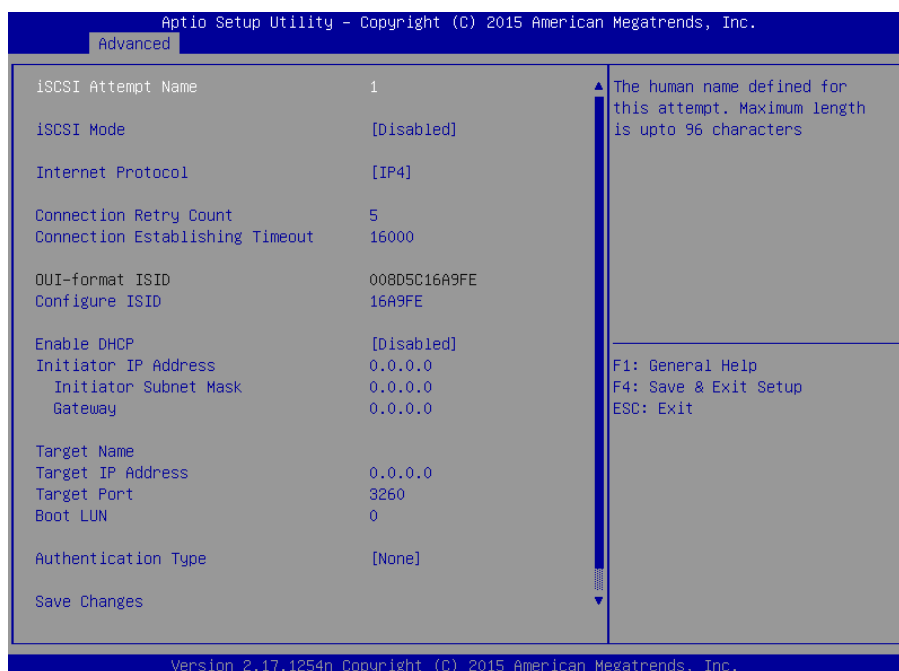 Aptio Setup Utility – Copyright (C) 2015 American Megatrends, Inc.
Advanced
iSCSI Attempt Name 1
iSCSI Mode [Disabled]
Internet Protocol [IP4]
Connection Retry Count 5
Connection Establishing Timeout 16000
OUI-format ISID 008D5C16A9FE
Configure ISID 16A9FE
Enable DHCP [Disabled]
Initiator IP Address 0.0.0.0
Initiator Subnet Mask 0.0.0.0
Gateway 0.0.0.0
Target Name
Target IP Address 0.0.0.0
Target Port 3260
Boot LUN 0
Authentication Type [None]
Save Changes
The human name defined for
this attempt. Maximum length
is upto 96 characters
F1: General Help
F4: Save & Exit Setup
ESC: Exit
Version 2.17.1254n Copyright (C) 2015 American Megatrends, Inc.